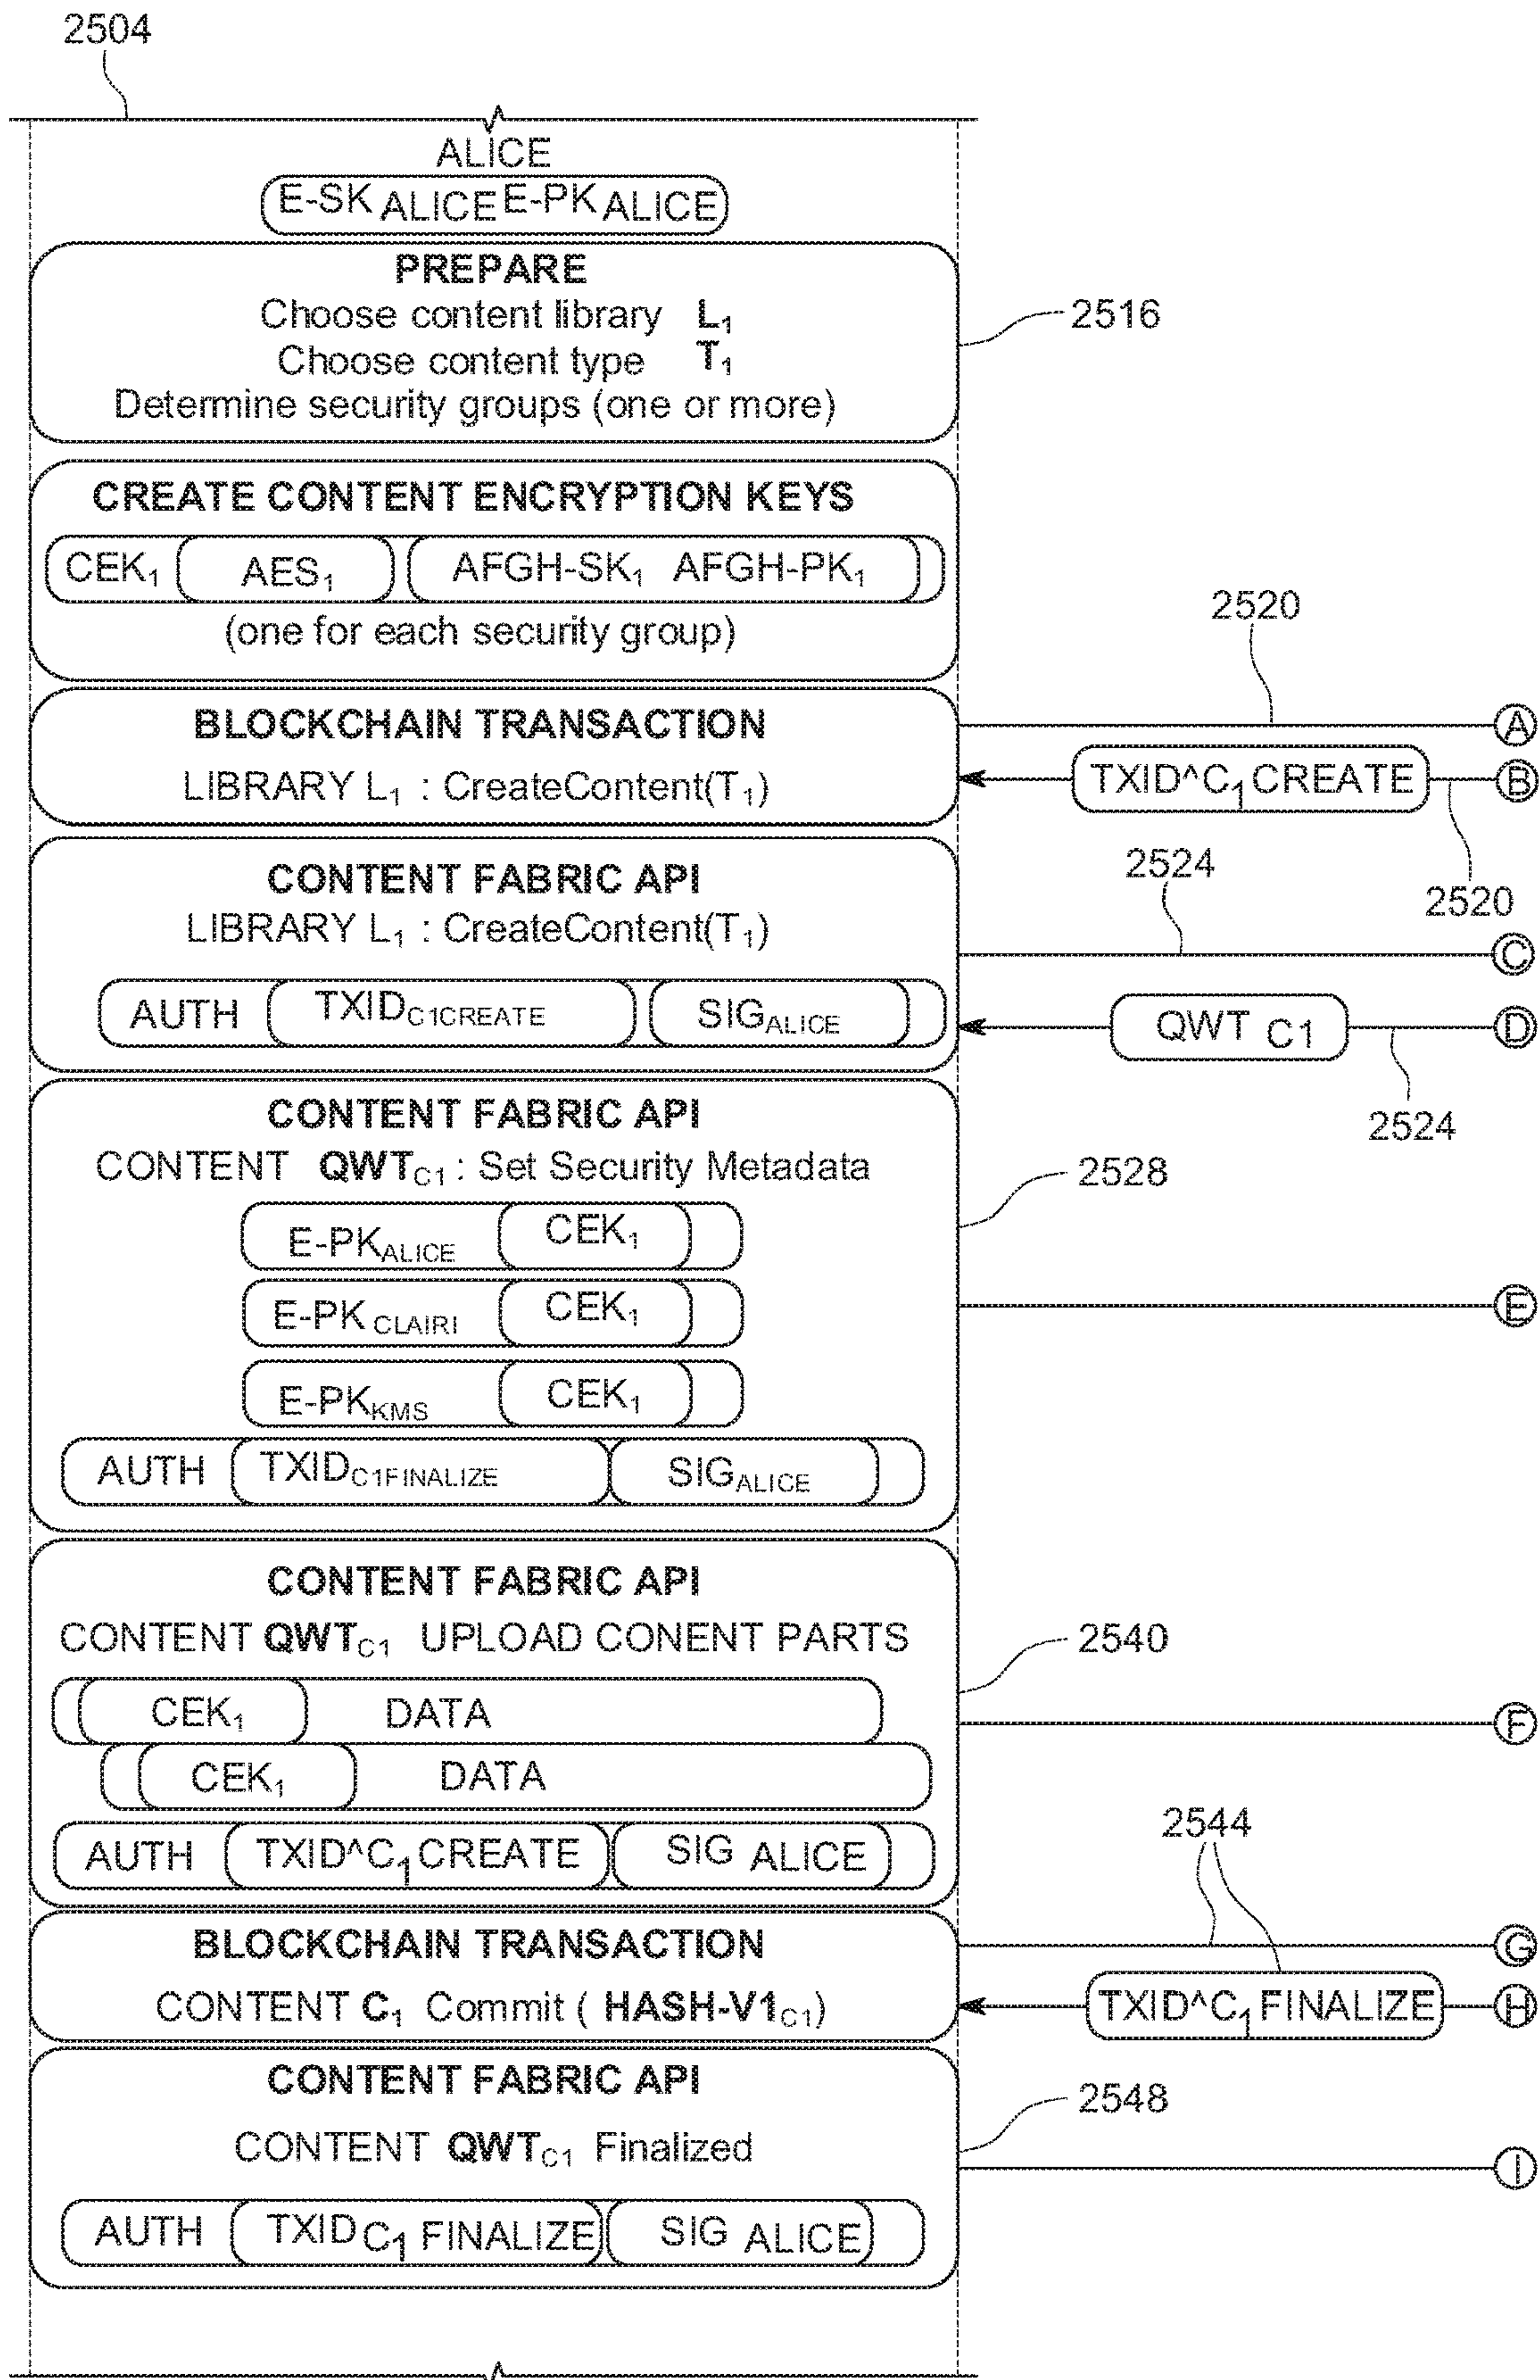 2504
ALICE
E-SK ALICE E-PK ALICE
PREPARE
Choose content library L1
Choose content type T1
Determine security groups (one or more)
2516
CREATE CONTENT ENCRYPTION KEYS
CEK1 AES1 AFGH-SK1 AFGH-PK1
(one for each security group)
2520
BLOCKCHAIN TRANSACTION
A
LIBRARY L1 : CreateContent(T1)
TXID^C1CREATE
B
2520
2524
CONTENT FABRIC API
LIBRARY L1 : CreateContent(T1)
C
AUTH TXIDC1CREATE SIGALICE
QWT C1
D
2524
CONTENT FABRIC API
CONTENT QWTC1 : Set Security Metadata
2528
E-PKALICE CEK1
E-PK CLAIRI CEK1
E
E-PKKMS CEK1
AUTH TXIDC1FINALIZE SIGALICE
CONTENT FABRIC API
CONTENT QWTC1 UPLOAD CONENT PARTS
2540
CEK1 DATA
F
CEK1 DATA
AUTH TXID^C1CREATE SIG ALICE
2544
BLOCKCHAIN TRANSACTION
G
CONTENT C1 Commit ( HASH-V1C1)
TXID^C1FINALIZE
H
CONTENT FABRIC API
2548
CONTENT QWTC1 Finalized
I
AUTH TXIDC1 FINALIZE SIG ALICE